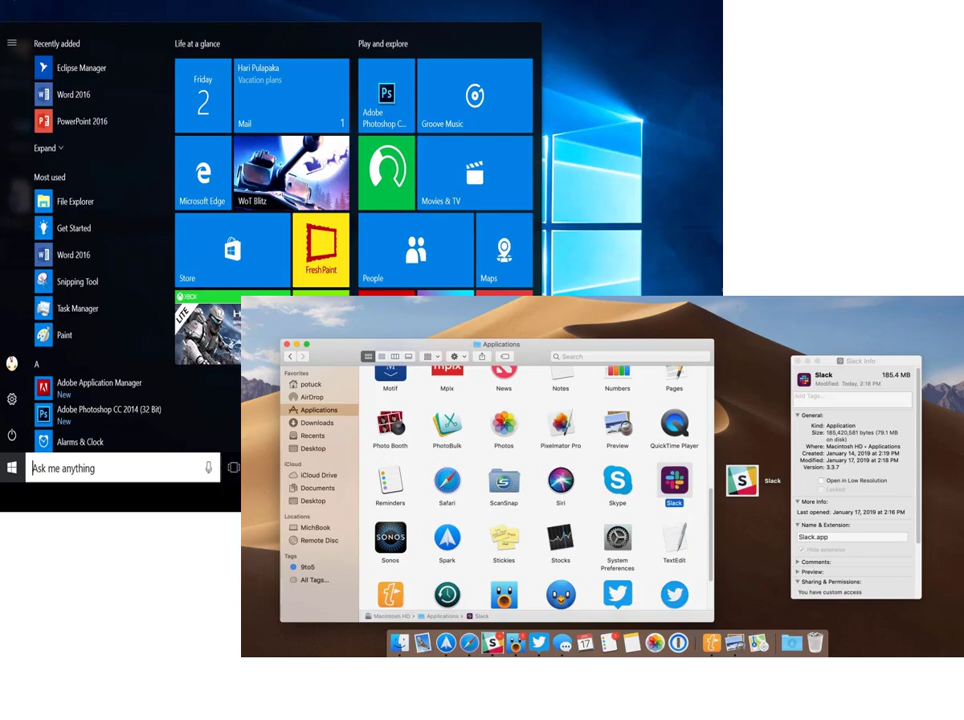 Recently added
Eclipse Manager
Word 2016
PowerPoint 2016
Expand
Most used
File Explorer
Get Started
Word 2016
Snipping Tool
Task Manager
Paint
A
Adobe Application Manager
New
Adobe Photoshop CC 2014 (32 Bit)
New
Alarms & Clock
Ask me anything
Life at a glance
Friday
2
Hari Pulapaka
Vacation plans
Mail 1
Microsoft Edge
WoT Blitz
Store
Fresh Paint
XBOX
LITE
Play and explore
Ps
Adobe
Photoshop C...
Groove Music
Movies & TV
People
Maps
Applications
Search
Favorites
potuck
AirDrop
Applications
Downloads
Recents
Desktop
iCloud
iCloud Drive
Documents
Desktop
Locations
MichBook
Remote Disc
Tags
9to5
All Tags...
Motif
Mpix
News
Notes
Numbers
Pages
Photo Booth
PhotoBulk
Photos
Pixelmator Pro
Preview
QuickTime Player
Reminders
Safari
ScanSnap
Siri
Skype
Slack
SONOS
Sonos
Spark
Stickies
Stocks
System
Preferences
TextEdit
Macintosh HD › Applications › Slack
Slack
Slack Info
Slack 185.4 MB
Modified: Today, 2:18 PM
Add Tags...
General:
Kind: Application
Size: 185,420,581 bytes (79.1 MB
on disk)
Where: Macintosh HD • Applications
Created: January 14, 2019 at 2:19 PM
Modified: January 17, 2019 at 2:18 PM
Version: 3.3.7
Open in Low Resolution
Locked
More Info:
Last opened: January 17, 2019 at 2:16 PM
Name & Extension:
Slack.app
Hide extension
Comments:
Preview:
Sharing & Permissions:
You have custom access
17